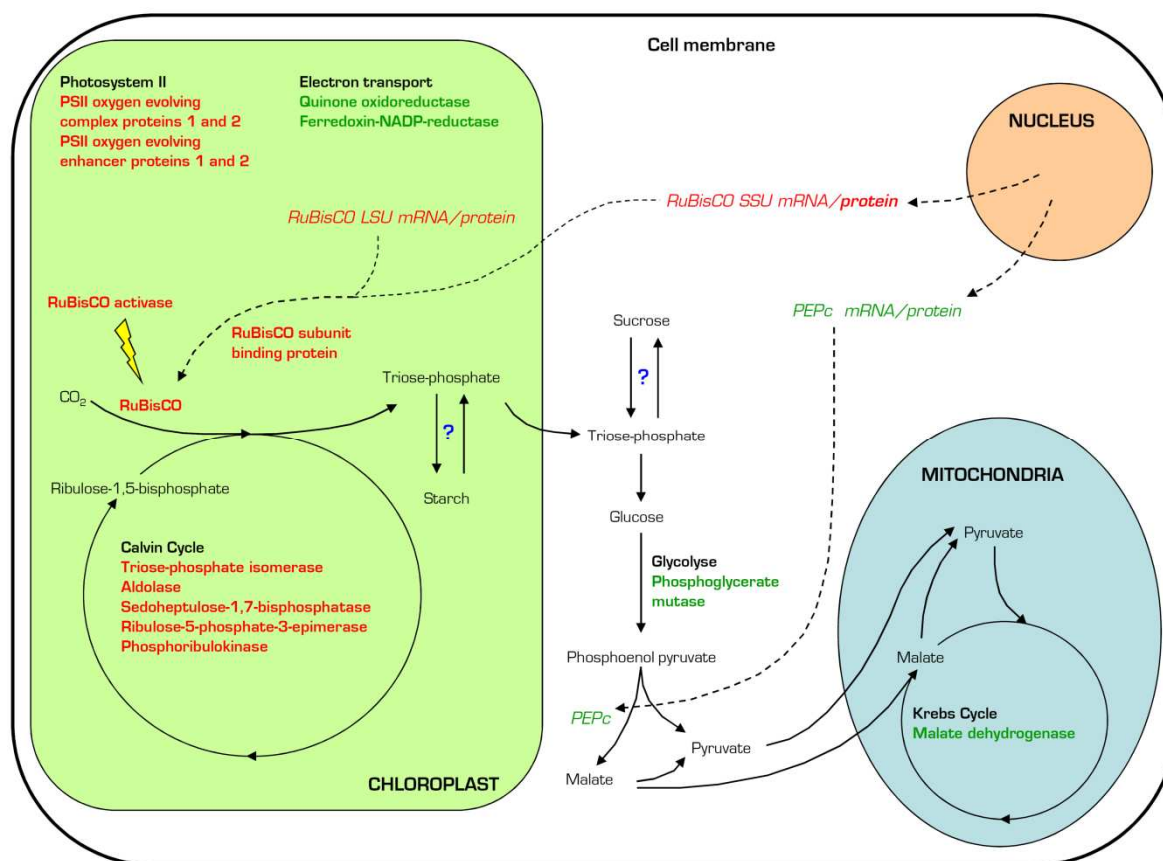 Cell membrane
Photosystem II
PSII oxygen evolving
complex proteins 1 and 2
PSII oxygen evolving
enhancer proteins 1 and 2
Electron transport
Quinone oxidoreductase
Ferredoxin-NADP-reductase
NUCLEUS
RuBisCO SSU mRNA/protein
RuBisCO LSU mRNA/protein
RuBisCO activase
PEPc mRNA/protein
RuBisCO subunit
binding protein
Sucrose
?
CO2
RuBisCO
Triose-phosphate
?
Starch
Triose-phosphate
Glucose
Ribulose-1,5-bisphosphate
MITOCHONDRIA
Pyruvate
Calvin Cycle
Triose-phosphate isomerase
Aldolase
Sedoheptulose-1,7-bisphosphatase
Ribulose-5-phosphate-3-epimerase
Phosphoribulokinase
Glycolyse
Phosphoglycerate
mutase
Phosphoenol pyruvate
Malate
PEPc
Pyruvate
Krebs Cycle
Malate dehydrogenase
Malate
CHLOROPLAST